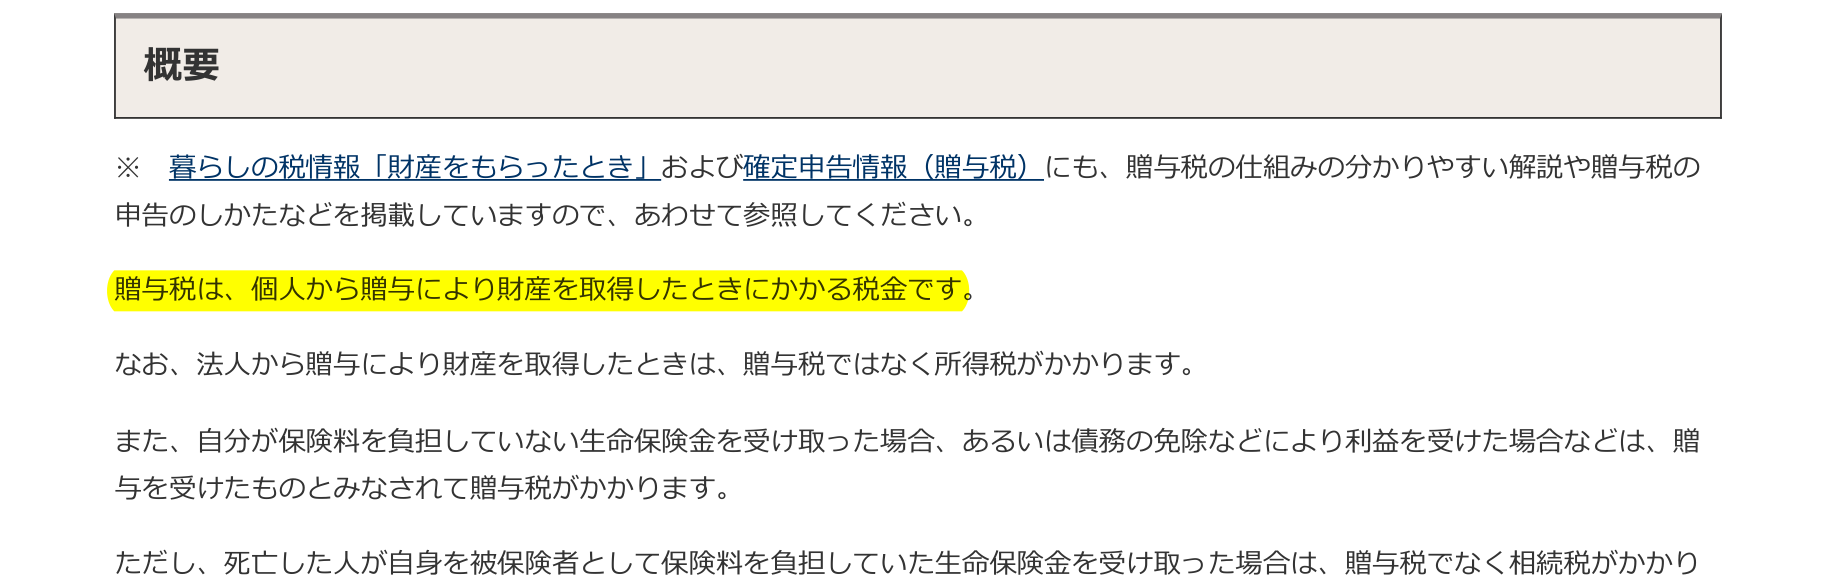 概要
※　暮らしの税情報「財産をもらったとき」および確定申告情報（贈与税）にも、贈与税の仕組みの分かりやすい解説や贈与税の
申告のしかたなどを掲載していますので、あわせて参照してください。
贈与税は、個人から贈与により財産を取得したときにかかる税金です。
なお、法人から贈与により財産を取得したときは、贈与税ではなく所得税がかかります。
また、自分が保険料を負担していない生命保険金を受け取った場合、あるいは債務の免除などにより利益を受けた場合などは、贈
与を受けたものとみなされて贈与税がかかります。
ただし、死亡した人が自身を被保険者として保険料を負担していた生命保険金を受け取った場合は、贈与税でなく相続税がかかり